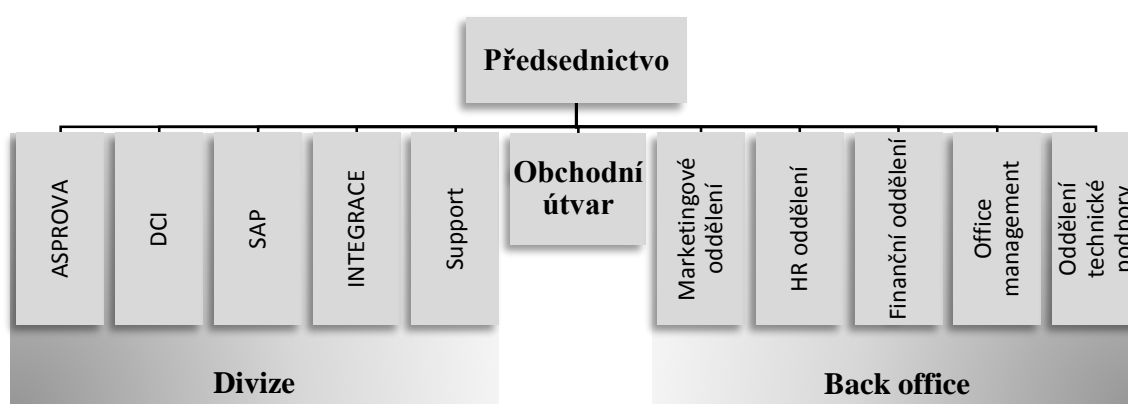 Předsednictvo
ASPROVA
DCI
SAP
INTEGRACE
Support
Obchodní
útvar
Marketingové
oddělení
HR oddělení
Finanční oddělení
Office
management
Oddělení
technické
podpory
Divize
Back office